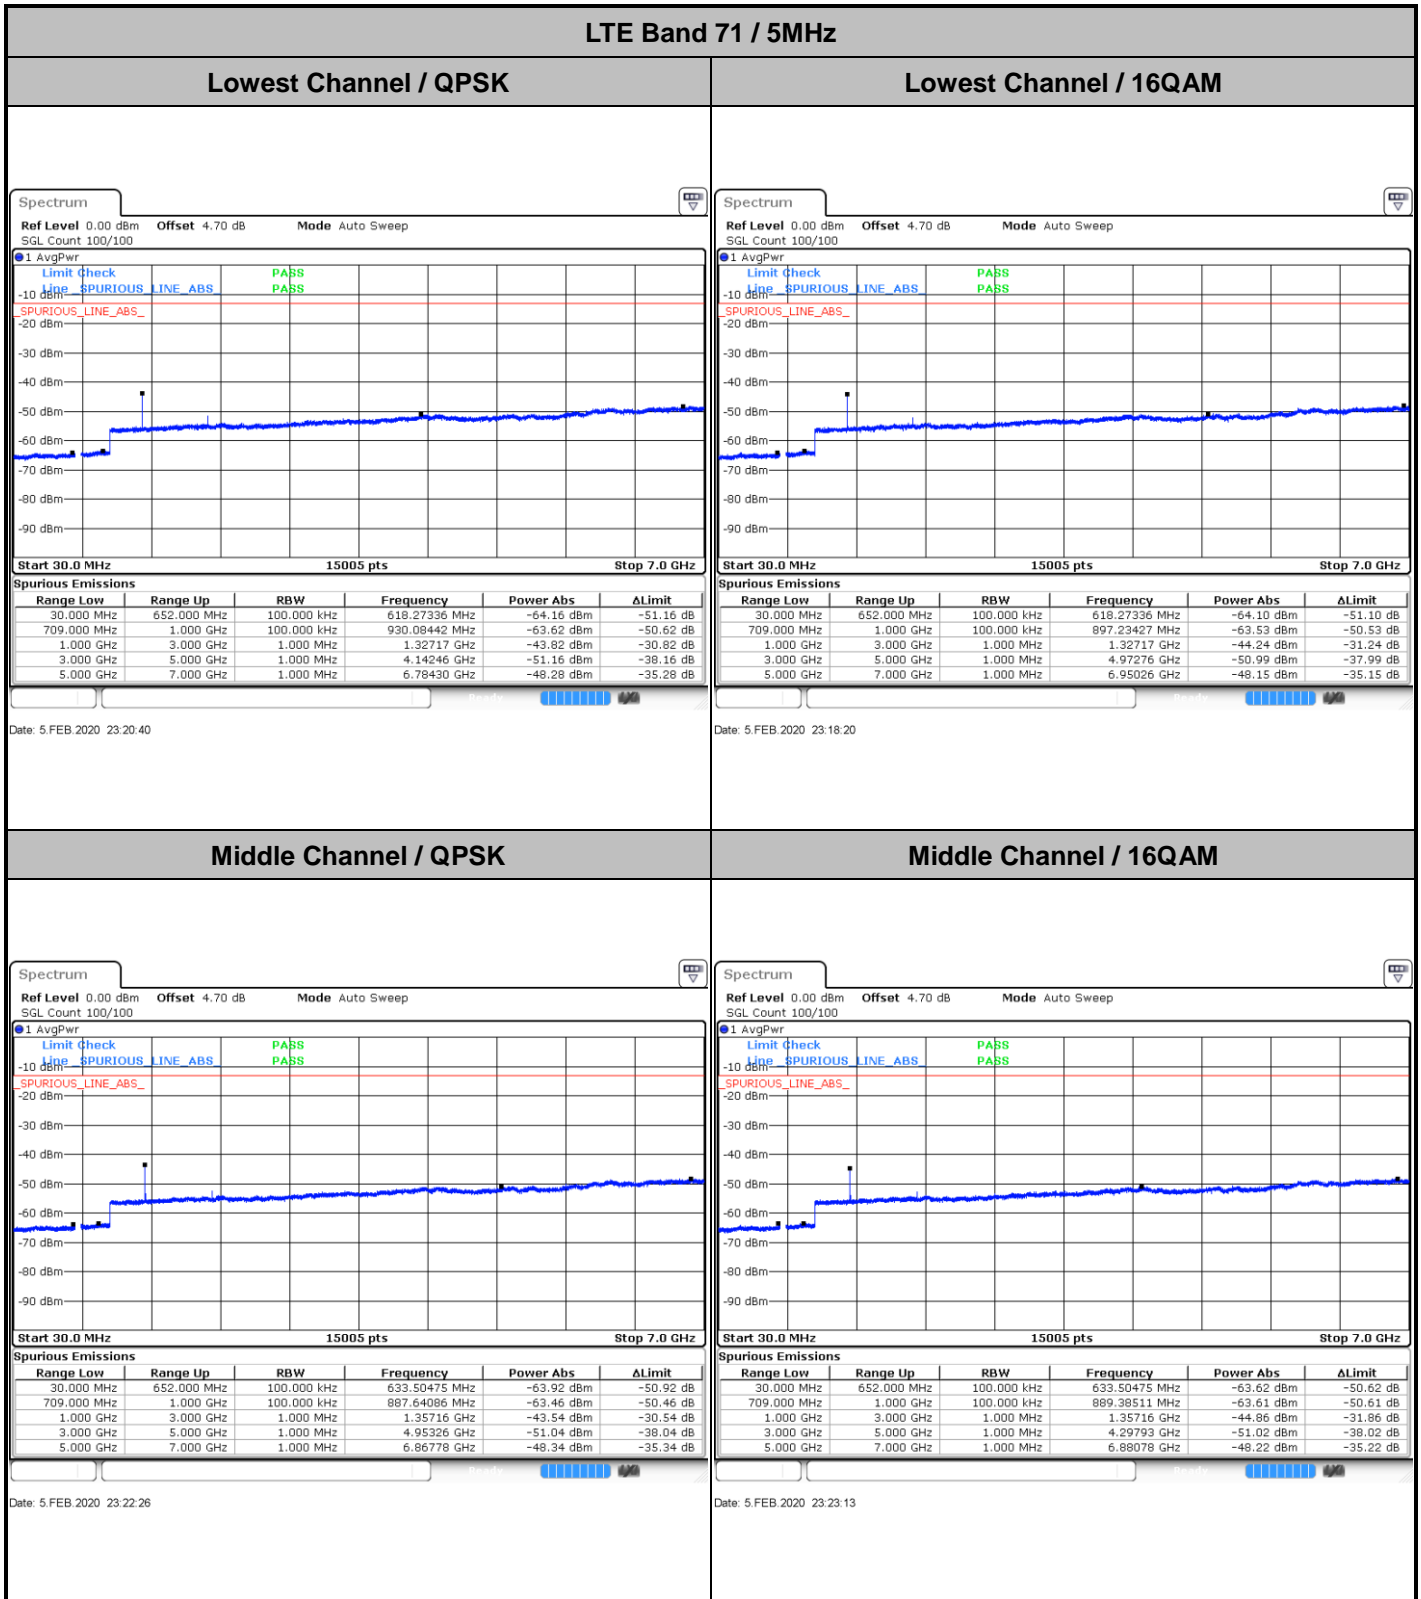 LTE Band 71 / 5MHz
Lowest Channel / QPSK
Lowest Channel / 16QAM
Spectrum
Ref Level 0.00 dBm Offset 4.70 dB Mode Auto Sweep
SGL Count 100/100
1 AvgPwr
Limit Check PASS
Line _SPURIOUS_LINE_ABS_ PASS
-10 dBm
_SPURIOUS_LINE_ABS_
-20 dBm
-30 dBm
-40 dBm
-50 dBm
-60 dBm
-70 dBm
-80 dBm
-90 dBm
Start 30.0 MHz 15005 pts Stop 7.0 GHz
Spurious Emissions
Range Low Range Up RBW Frequency Power Abs ΔLimit
30.000 MHz 652.000 MHz 100.000 kHz 618.27336 MHz -64.16 dBm -51.16 dB
709.000 MHz 1.000 GHz 100.000 kHz 930.08442 MHz -63.62 dBm -50.62 dB
1.000 GHz 3.000 GHz 1.000 MHz 1.32717 GHz -43.82 dBm -30.82 dB
3.000 GHz 5.000 GHz 1.000 MHz 4.14246 GHz -51.16 dBm -38.16 dB
5.000 GHz 7.000 GHz 1.000 MHz 6.78430 GHz -48.28 dBm -35.28 dB
Ready
Date: 5.FEB.2020 23:20:40
Spectrum
Ref Level 0.00 dBm Offset 4.70 dB Mode Auto Sweep
SGL Count 100/100
1 AvgPwr
Limit Check PASS
Line _SPURIOUS_LINE_ABS_ PASS
-10 dBm
_SPURIOUS_LINE_ABS_
-20 dBm
-30 dBm
-40 dBm
-50 dBm
-60 dBm
-70 dBm
-80 dBm
-90 dBm
Start 30.0 MHz 15005 pts Stop 7.0 GHz
Spurious Emissions
Range Low Range Up RBW Frequency Power Abs ΔLimit
30.000 MHz 652.000 MHz 100.000 kHz 618.27336 MHz -64.10 dBm -51.10 dB
709.000 MHz 1.000 GHz 100.000 kHz 897.23427 MHz -63.53 dBm -50.53 dB
1.000 GHz 3.000 GHz 1.000 MHz 1.32717 GHz -44.24 dBm -31.24 dB
3.000 GHz 5.000 GHz 1.000 MHz 4.97276 GHz -50.99 dBm -37.99 dB
5.000 GHz 7.000 GHz 1.000 MHz 6.95026 GHz -48.15 dBm -35.15 dB
Ready
Date: 5.FEB.2020 23:18:20
Middle Channel / QPSK
Middle Channel / 16QAM
Spectrum
Ref Level 0.00 dBm Offset 4.70 dB Mode Auto Sweep
SGL Count 100/100
1 AvgPwr
Limit Check PASS
Line _SPURIOUS_LINE_ABS_ PASS
-10 dBm
_SPURIOUS_LINE_ABS_
-20 dBm
-30 dBm
-40 dBm
-50 dBm
-60 dBm
-70 dBm
-80 dBm
-90 dBm
Start 30.0 MHz 15005 pts Stop 7.0 GHz
Spurious Emissions
Range Low Range Up RBW Frequency Power Abs ΔLimit
30.000 MHz 652.000 MHz 100.000 kHz 633.50475 MHz -63.92 dBm -50.92 dB
709.000 MHz 1.000 GHz 100.000 kHz 887.64086 MHz -63.46 dBm -50.46 dB
1.000 GHz 3.000 GHz 1.000 MHz 1.35716 GHz -43.54 dBm -30.54 dB
3.000 GHz 5.000 GHz 1.000 MHz 4.95326 GHz -51.04 dBm -38.04 dB
5.000 GHz 7.000 GHz 1.000 MHz 6.86778 GHz -48.34 dBm -35.34 dB
Ready
Date: 5.FEB.2020 23:22:26
Spectrum
Ref Level 0.00 dBm Offset 4.70 dB Mode Auto Sweep
SGL Count 100/100
1 AvgPwr
Limit Check PASS
Line _SPURIOUS_LINE_ABS_ PASS
-10 dBm
_SPURIOUS_LINE_ABS_
-20 dBm
-30 dBm
-40 dBm
-50 dBm
-60 dBm
-70 dBm
-80 dBm
-90 dBm
Start 30.0 MHz 15005 pts Stop 7.0 GHz
Spurious Emissions
Range Low Range Up RBW Frequency Power Abs ΔLimit
30.000 MHz 652.000 MHz 100.000 kHz 633.50475 MHz -63.62 dBm -50.62 dB
709.000 MHz 1.000 GHz 100.000 kHz 889.38511 MHz -63.61 dBm -50.61 dB
1.000 GHz 3.000 GHz 1.000 MHz 1.35716 GHz -44.86 dBm -31.86 dB
3.000 GHz 5.000 GHz 1.000 MHz 4.29793 GHz -51.02 dBm -38.02 dB
5.000 GHz 7.000 GHz 1.000 MHz 6.88078 GHz -48.22 dBm -35.22 dB
Ready
Date: 5.FEB.2020 23:23:13